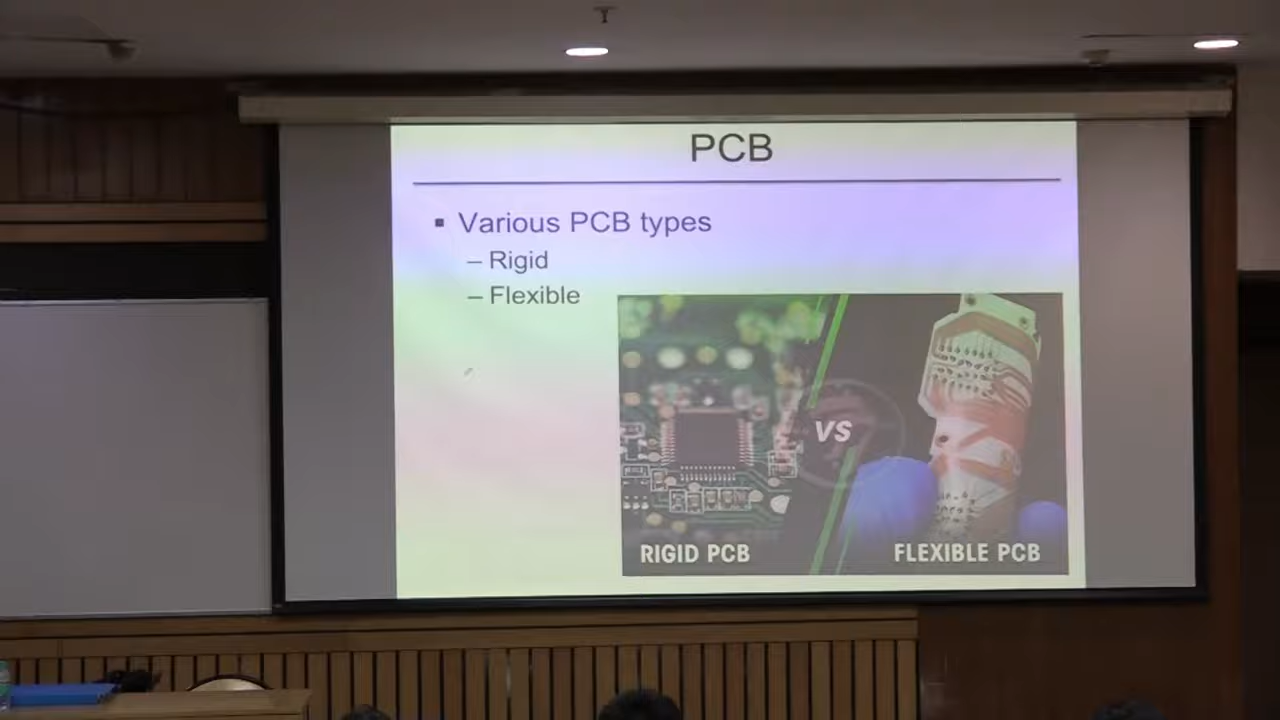 PCB
▪ Various PCB types
– Rigid
– Flexible
VS
RIGID PCB
FLEXIBLE PCB